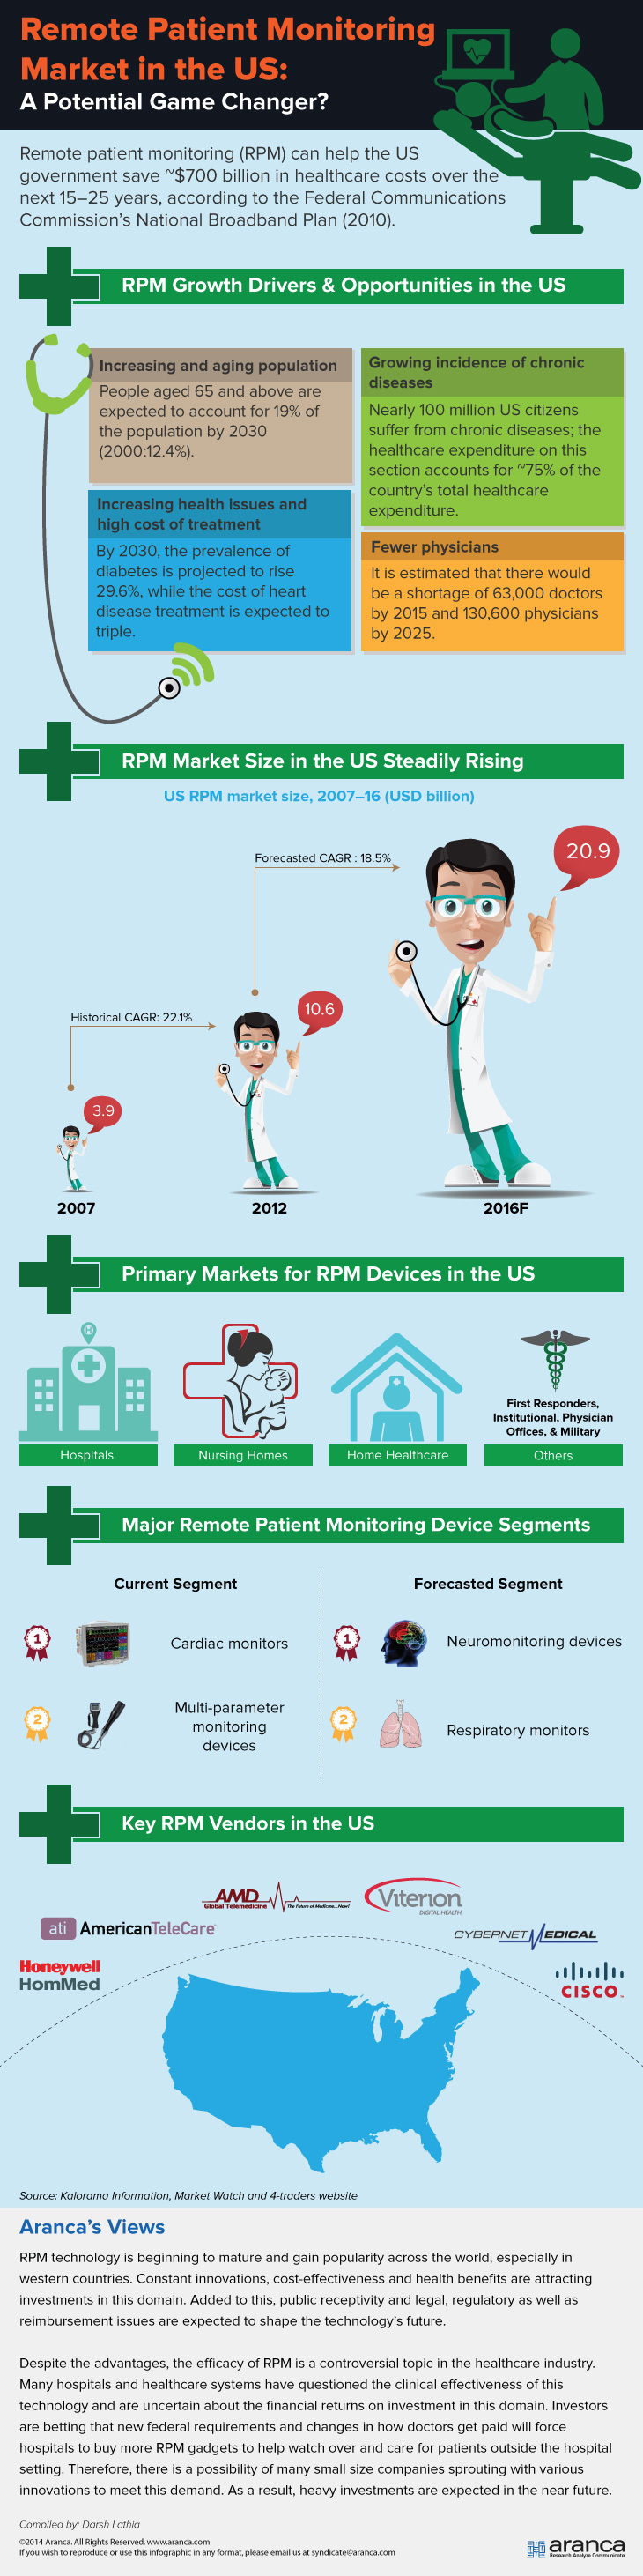 Remote Patient Monitoring
Market in the US:
A Potential Game Changer?
Remote patient monitoring (RPM) can help the US
government save ~$700 billion in healthcare costs over the
next 15–25 years, according to the Federal Communications
Commission's National Broadband Plan (2010).
RPM Growth Drivers & Opportunities in the US
Increasing and aging population
People aged 65 and above are
expected to account for 19% of
the population by 2030
(2000:12.4%).
Growing incidence of chronic
diseases
Nearly 100 million US citizens
suffer from chronic diseases; the
healthcare expenditure on this
section accounts for ~75% of the
country's total healthcare
expenditure.
Increasing health issues and
high cost of treatment
By 2030, the prevalence of
diabetes is projected to rise
29.6%, while the cost of heart
disease treatment is expected to
triple.
Fewer physicians
It is estimated that there would
be a shortage of 63,000 doctors
by 2015 and 130,600 physicians
by 2025.
RPM Market Size in the US Steadily Rising
US RPM market size, 2007–16 (USD billion)
20.9
Forecasted CAGR : 18.5%
10.6
Historical CAGR: 22.1%
3.9
2007
2012
2016F
Primary Markets for RPM Devices in the US
H
First Responders,
Institutional, Physician
Offices, & Military
Hospitals
Nursing Homes
Home Healthcare
Others
Major Remote Patient Monitoring Device Segments
Current Segment
Forecasted Segment
1
Cardiac monitors
1
Neuromonitoring devices
2
Multi-parameter
monitoring
devices
2
Respiratory monitors
Key RPM Vendors in the US
AMD
Global Telemedicine
The Future of Medicine...Now!
Viterion
DIGITAL HEALTH
ati AmericanTeleCare
CYBERNET MEDICAL
Honeywell
HomMed
CISCO
Source: Kalorama Information, Market Watch and 4-traders website
Aranca's Views
RPM technology is beginning to mature and gain popularity across the world, especially in
western countries. Constant innovations, cost-effectiveness and health benefits are attracting
investments in this domain. Added to this, public receptivity and legal, regulatory as well as
reimbursement issues are expected to shape the technology's future.
Despite the advantages, the efficacy of RPM is a controversial topic in the healthcare industry.
Many hospitals and healthcare systems have questioned the clinical effectiveness of this
technology and are uncertain about the financial returns on investment in this domain. Investors
are betting that new federal requirements and changes in how doctors get paid will force
hospitals to buy more RPM gadgets to help watch over and care for patients outside the hospital
setting. Therefore, there is a possibility of many small size companies sprouting with various
innovations to meet this demand. As a result, heavy investments are expected in the near future.
Compiled by: Darsh Lathia
©2014 Aranca. All Rights Reserved. www.aranca.com
If you wish to reproduce or use this infographic in any format, please email us at syndicate@aranca.com
aranca
Research.Analyze.Communicate